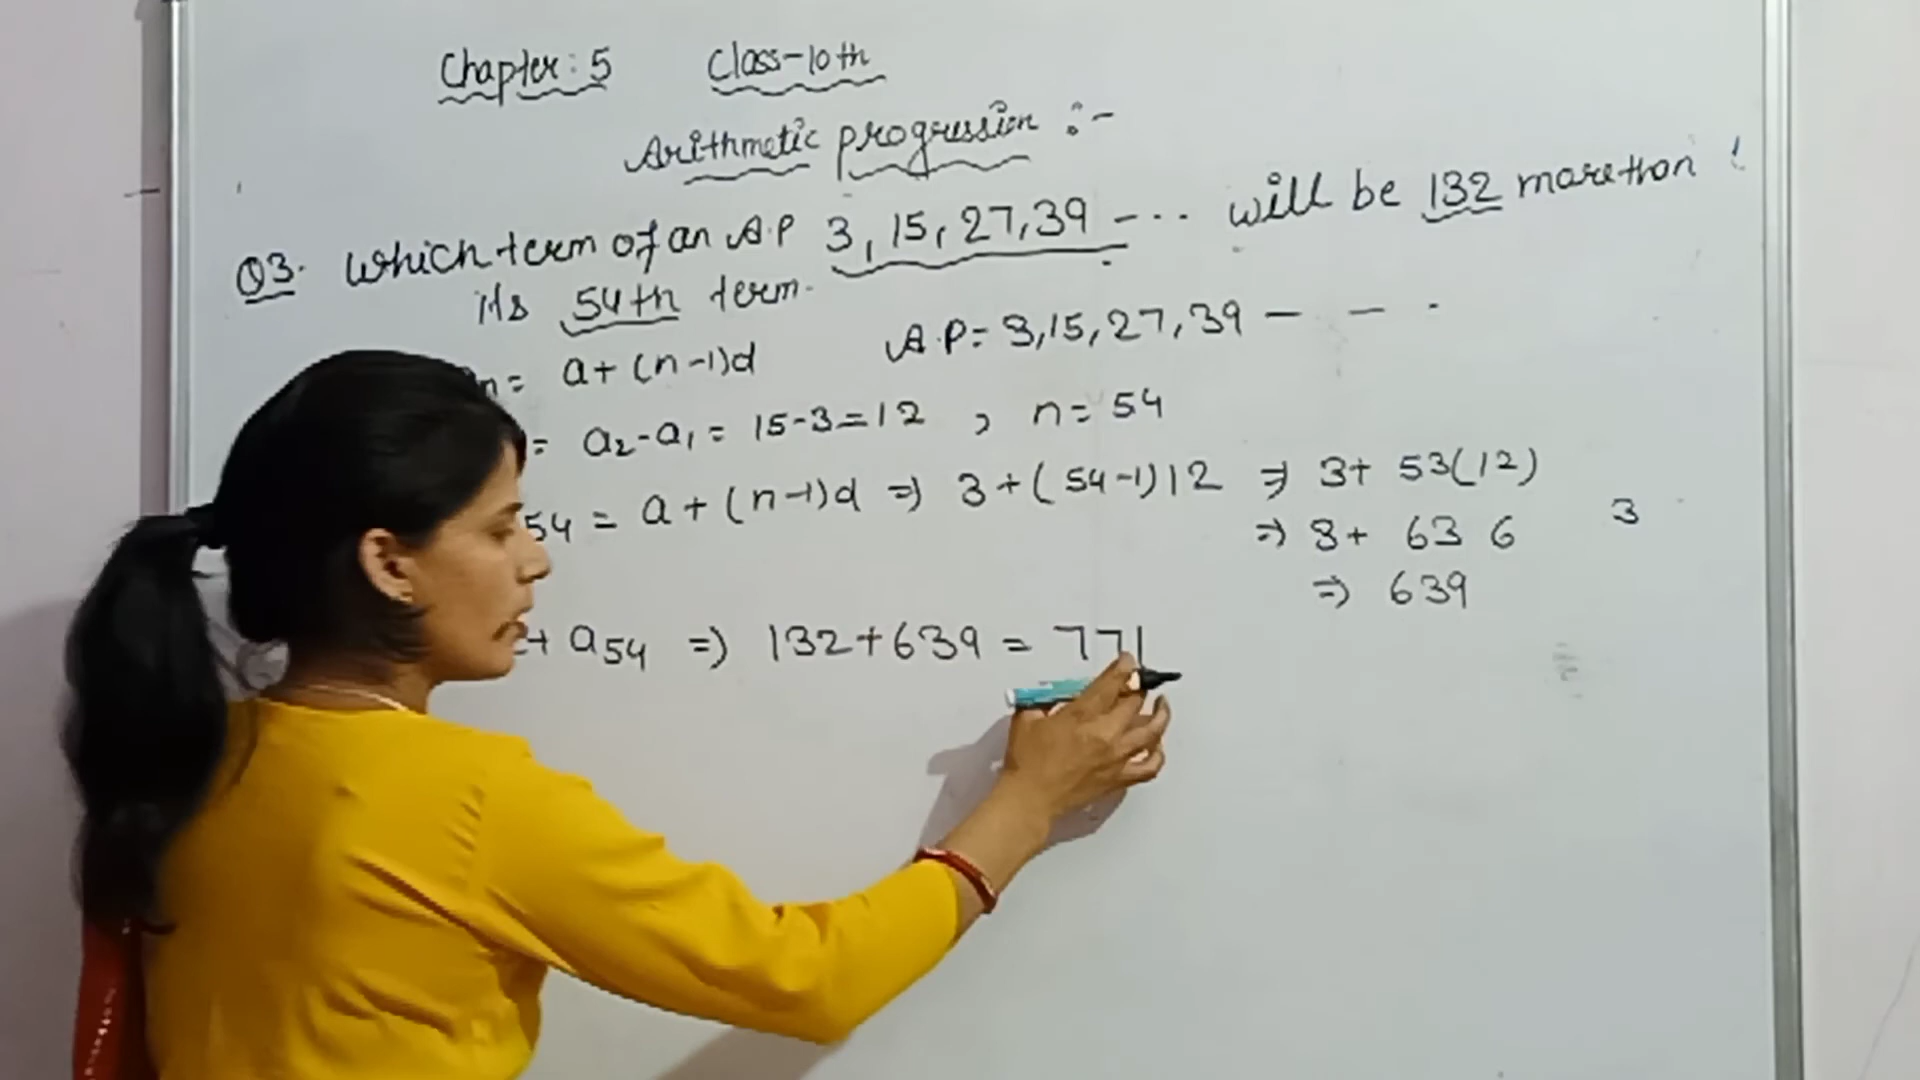 Chapter: 5 Class-10th
Arithmetic progression :-
Q3. Which term of an A.P 3, 15, 27, 39 -... will be 132 more than
its 54th term.
A.P = 3, 15, 27, 39 - - .
n = a + (n-1)d
= a₂-a₁ = 15-3 = 12 , n = 54
54 = a + (n-1)d => 3 + (54-1)12 => 3 + 53(12)
=> 3 + 636 3
=> 639
+ a54 => 132 + 639 = 771